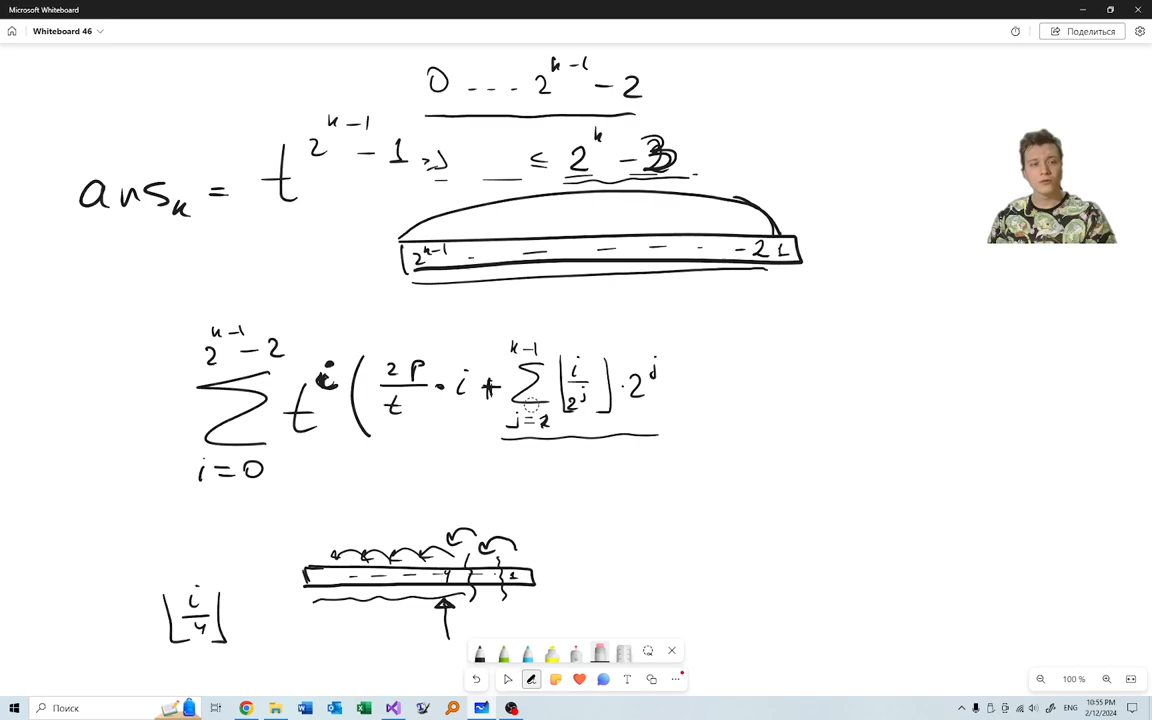 Microsoft Whiteboard
Whiteboard 46
Поделиться
0 . . . 2^{k-1} - 2
ans_k = t^{2^{k-1} - 1} ≤ 2^k - 3
2^{k-1} . - - - . - 2 1
2^{k-1} - 2
∑ t^i ( 2p/t · i + ∑_{j=2}^{k-1} ⌊i/2^j⌋ · 2^j
i = 0
⌊i/4⌋ - - - - 4 - 1
100 %
Поиск
ENG
10:55 PM
2/12/2024